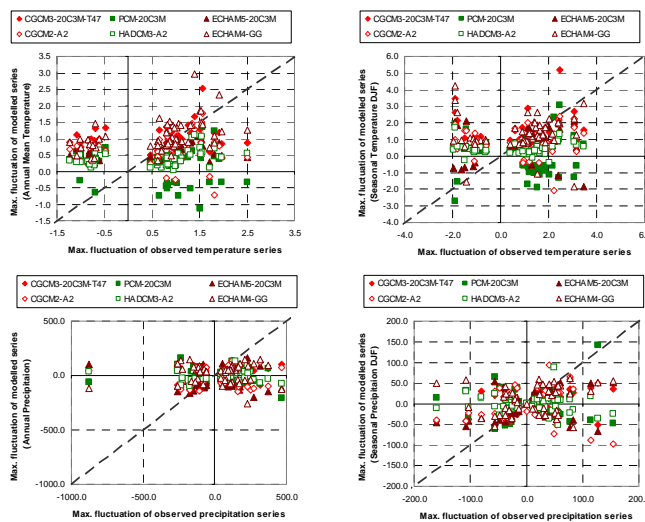 CGCM3-20C3M-T47 PCM-20C3M ECHAM5-20C3M
CGCM2-A2 HADCM3-A2 ECHAM4-GG
Max. fluctuation of modelled series
(Annual Mean Temperature)
3.5
3.0
2.5
2.0
1.5
1.0
0.5
0.0
-0.5
-1.0
-1.5
-1.5 -0.5 0.5 1.5 2.5 3.5
Max. fluctuation of observed temperature series
CGCM3-20C3M-T47 PCM-20C3M ECHAM5-20C3M
CGCM2-A2 HADCM3-A2 ECHAM4-GG
Max. fluctuation of modelled series
(Seasonal Temperature DJF)
6.0
5.0
4.0
3.0
2.0
1.0
0.0
-1.0
-2.0
-3.0
-4.0
-4.0 -2.0 0.0 2.0 4.0 6.
Max. fluctuation of observed temperature series
CGCM3-20C3M-T47 PCM-20C3M ECHAM5-20C3M
CGCM2-A2 HADCM3-A2 ECHAM4-GG
Max. fluctuation of modelled series
(Annual Precipitation)
500.0
0.0
-500.0
-1000.0
-1000.0 -500.0 0.0 500.0
Max. fluctuation of observed precipitation series
CGCM3-20C3M-T47 PCM-20C3M ECHAM5-20C3M
CGCM2-A2 HADCM3-A2 ECHAM4-GG
Max. fluctuation of modelled series
(Seasonal Precipitaion DJF)
200.0
150.0
100.0
50.0
0.0
-50.0
-100.0
-150.0
-200.0
-200.0 -100.0 0.0 100.0 200.0
Max. fluctuation of observed precipitation series